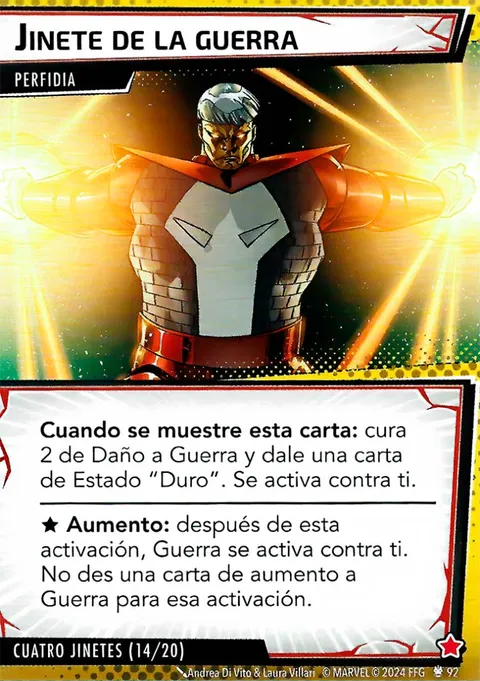 JINETE DE LA GUERRA
PERFIDIA
Cuando se muestre esta carta: cura
2 de Daño a Guerra y dale una carta
de Estado “Duro”. Se activa contra ti.
★ Aumento: después de esta
activación, Guerra se activa contra ti.
No des una carta de aumento a
Guerra para esa activación.
CUATRO JINETES (14/20)
Andrea Di Vito & Laura Villari © MARVEL © 2024 FFG 92